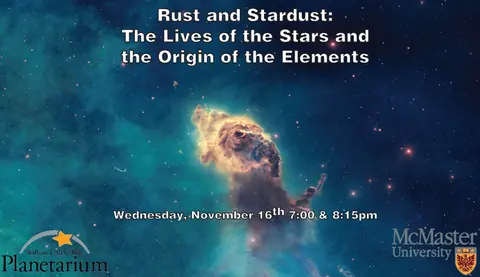 Rust and Stardust:
The Lives of the Stars and
the Origin of the Elements
Wednesday, November 16th 7:00 & 8:15pm
Planetarium
McMaster
University